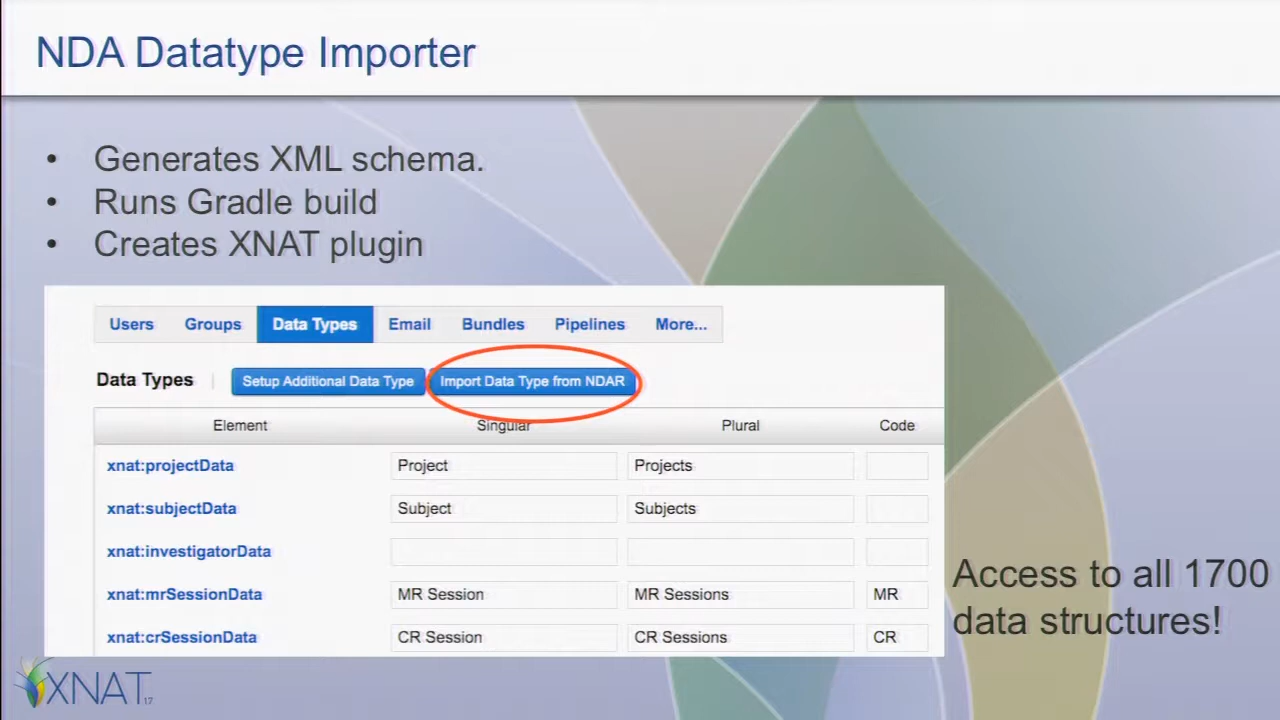 NDA Datatype Importer
• Generates XML schema.
• Runs Gradle build
• Creates XNAT plugin
Users Groups Data Types Email Bundles Pipelines More...
Data Types | Setup Additional Data Type Import Data Type from NDAR
Element Singular Plural Code
xnat:projectData Project Projects
xnat:subjectData Subject Subjects
xnat:investigatorData
xnat:mrSessionData MR Session MR Sessions MR
xnat:crSessionData CR Session CR Sessions CR
Access to all 1700
data structures!
XNAT 17